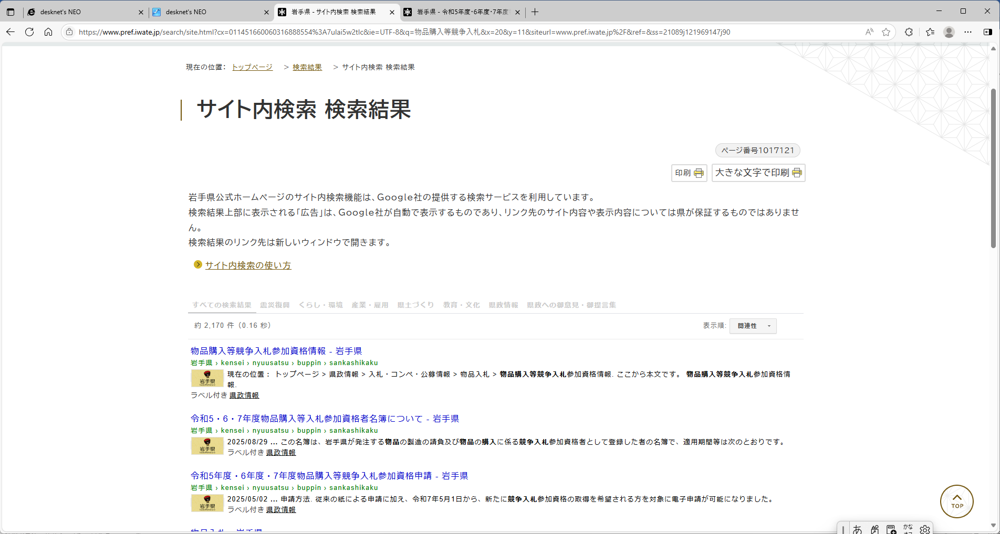 desknet's NEO
desknet's NEO
岩手県 - サイト内検索 検索結果
岩手県 - 令和5年度・6年度・7年度
https://www.pref.iwate.jp/search/site.html?cx=011451660060316888554%3A7ulai5w2tlc&ie=UTF-8&q=物品購入等競争入札&x=20&y=11&siteurl=www.pref.iwate.jp%2F&ref=&ss=21089j121969147j90
現在の位置： トップページ > 検索結果 > サイト内検索 検索結果
サイト内検索 検索結果
ページ番号1017121
印刷 大きな文字で印刷
岩手県公式ホームページのサイト内検索機能は、Google社の提供する検索サービスを利用しています。
検索結果上部に表示される「広告」は、Google社が自動で表示するものであり、リンク先のサイト内容や表示内容については県が保証するものではありませ
ん。
検索結果のリンク先は新しいウィンドウで開きます。
サイト内検索の使い方
すべての検索結果 震災復興 くらし・環境 産業・雇用 県土づくり 教育・文化 県政情報 県政への御意見・御提言集
約 2,170 件 (0.16 秒)
表示順: 関連性
物品購入等競争入札参加資格情報 - 岩手県
岩手県 › kensei › nyuusatsu › buppin › sankashikaku
岩手県
現在の位置： トップページ > 県政情報 > 入札・コンペ・公募情報 > 物品入札 > 物品購入等競争入札参加資格情報. ここから本文です。 物品購入等競争入札参加資格情
報.
ラベル付き 県政情報
令和5・6・7年度物品購入等入札参加資格者名簿について - 岩手県
岩手県 › kensei › nyuusatsu › buppin › sankashikaku
岩手県
2025/08/29 ... この名簿は、岩手県が発注する物品の製造の請負及び物品の購入に係る競争入札参加資格者として登録した者の名簿で、適用期間等は次のとおりです。
ラベル付き 県政情報
令和5年度・6年度・7年度物品購入等競争入札参加資格申請 - 岩手県
岩手県 › kensei › nyuusatsu › buppin › sankashikaku
岩手県
2025/05/02 ... 申請方法. 従来の紙による申請に加え、令和7年5月1日から、新たに競争入札参加資格の取得を希望される方を対象に電子申請が可能になりました。
ラベル付き 県政情報
物品入札 - 岩手県
TOP
あ
かな